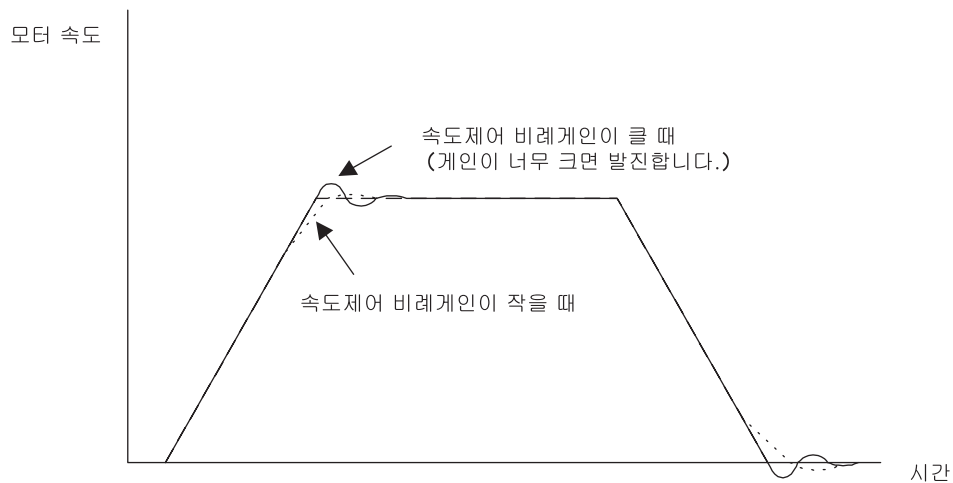 모터 속도
속도제어 비례게인이 클 때
(게인이 너무 크면 발진합니다.)
속도제어 비례게인이 작을 때
시간